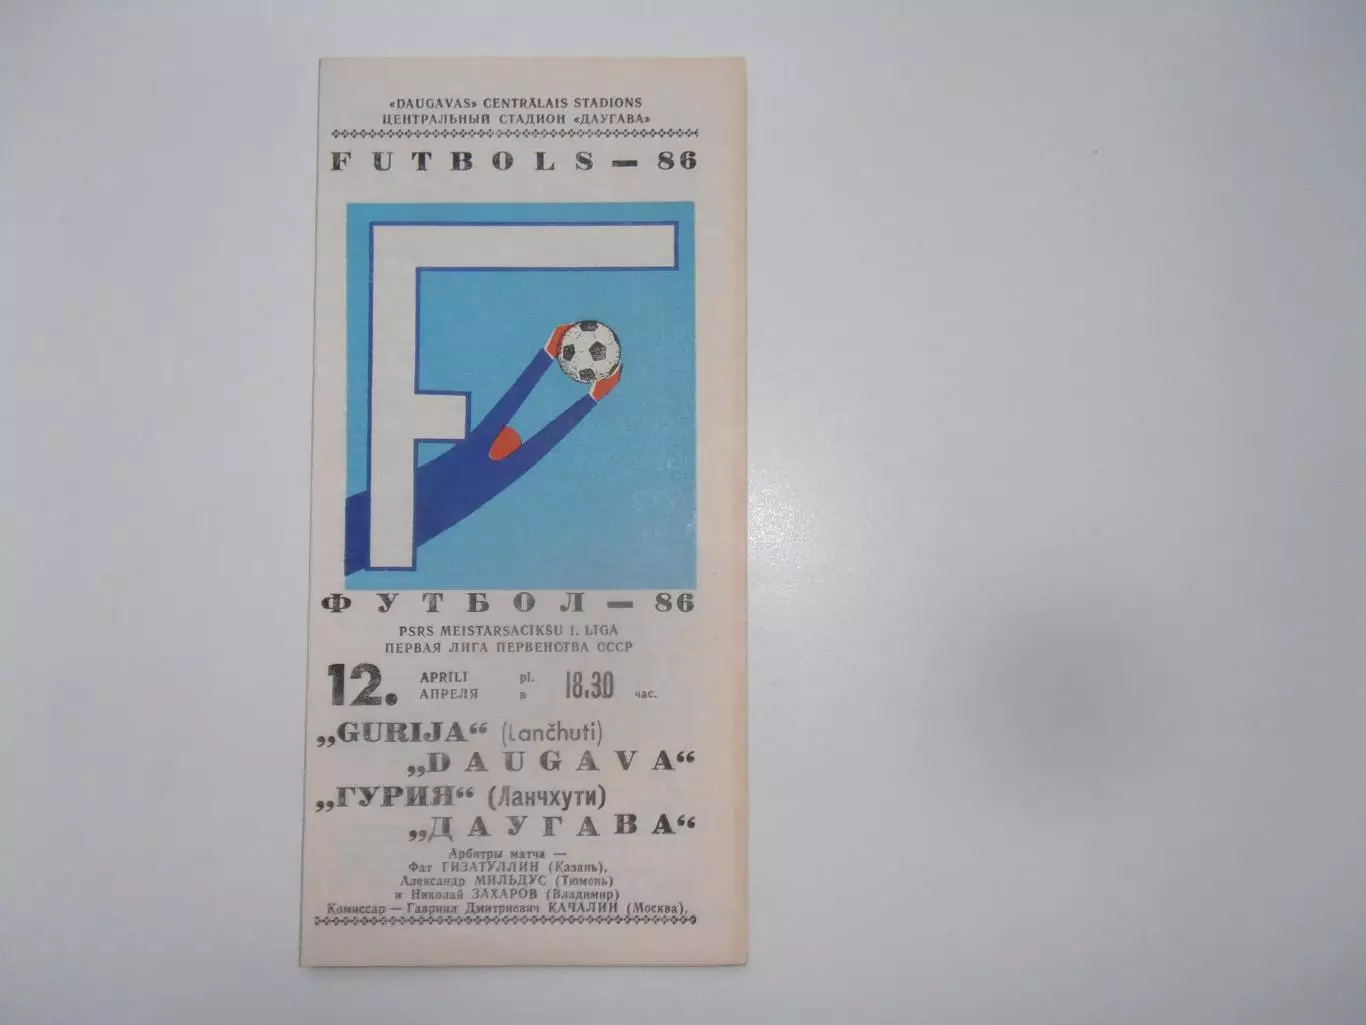 «DAUGAVAS» CENTRĀLAIS STADIONS
ЦЕНТРАЛЬНЫЙ СТАДИОН «ДАУГАВА»
FUTBOLS — 86
F
ФУТБОЛ — 86
PSRS MEISTARSACĪKŠU 1. LĪGA
ПЕРВАЯ ЛИГА ПЕРВЕНСТВА СССР
12. APRILI pl. 18.30
АПРЕЛЯ в час.
„GURIJA“ (Lančhuti)
„DAUGAVA“
„ГУРИЯ“ (Ланчхути)
„ДАУГАВА“
Арбитры матча —
Фат ГИЗАТУЛЛИН (Казань),
Александр МИЛЬДУС (Тюмень)
и Николай ЗАХАРОВ (Владимир)
Комиссар — Гавриил Дмитриевич КАЧАЛИН (Москва).